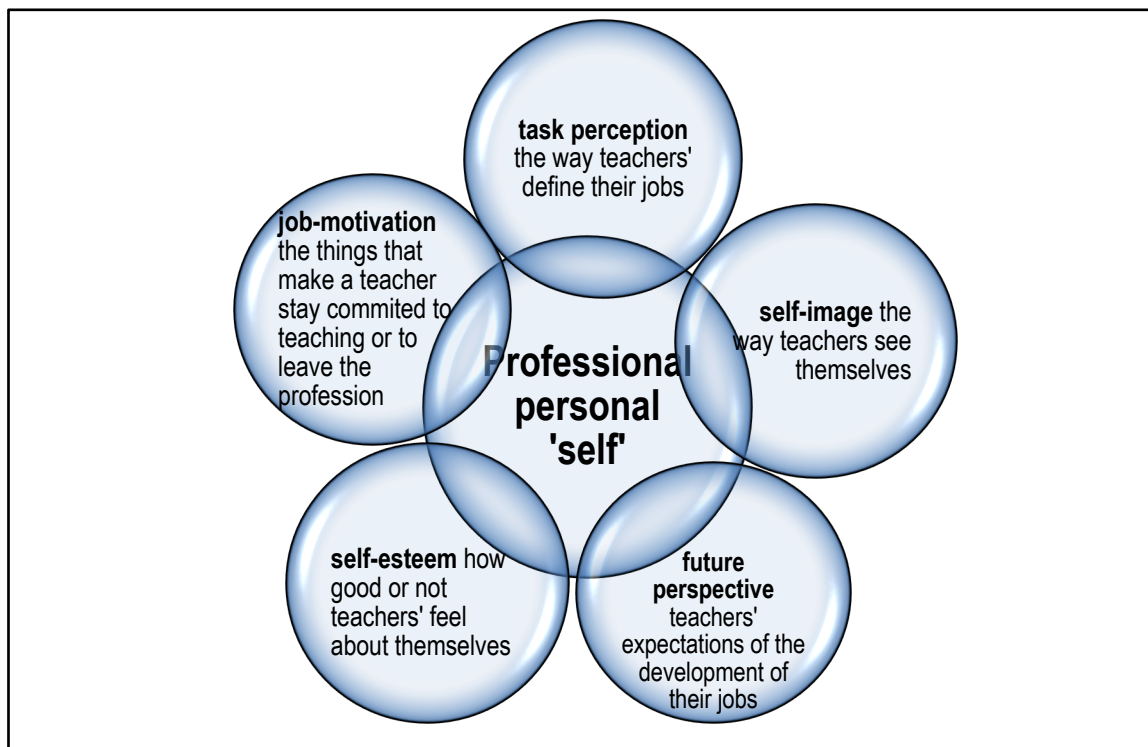 task perception
the way teachers'
define their jobs
job-motivation
the things that
make a teacher
stay commited to
teaching or to
leave the
profession
self-image the
way teachers see
themselves
Professional
personal
'self'
self-esteem how
good or not
teachers' feel
about themselves
future
perspective
teachers'
expectations of the
development of
their jobs